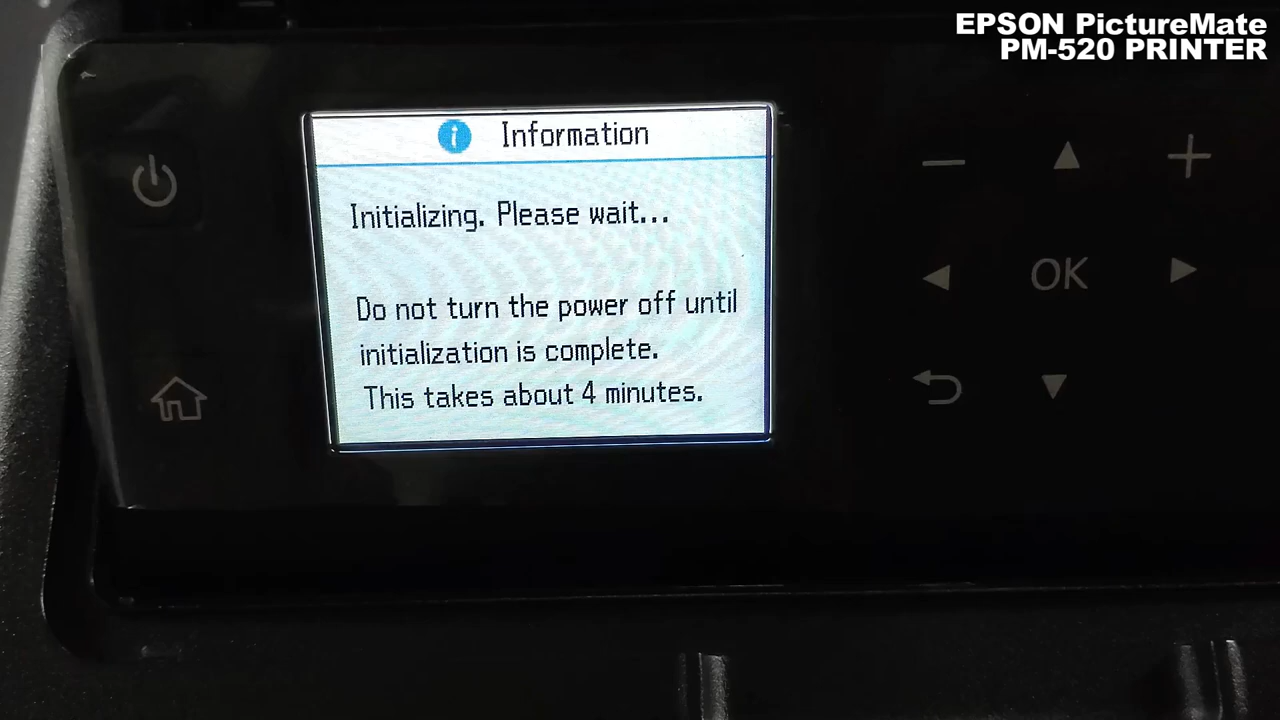 EPSON PictureMate
PM-520 PRINTER
i Information
Initializing. Please wait...
Do not turn the power off until
initialization is complete.
This takes about 4 minutes.
OK